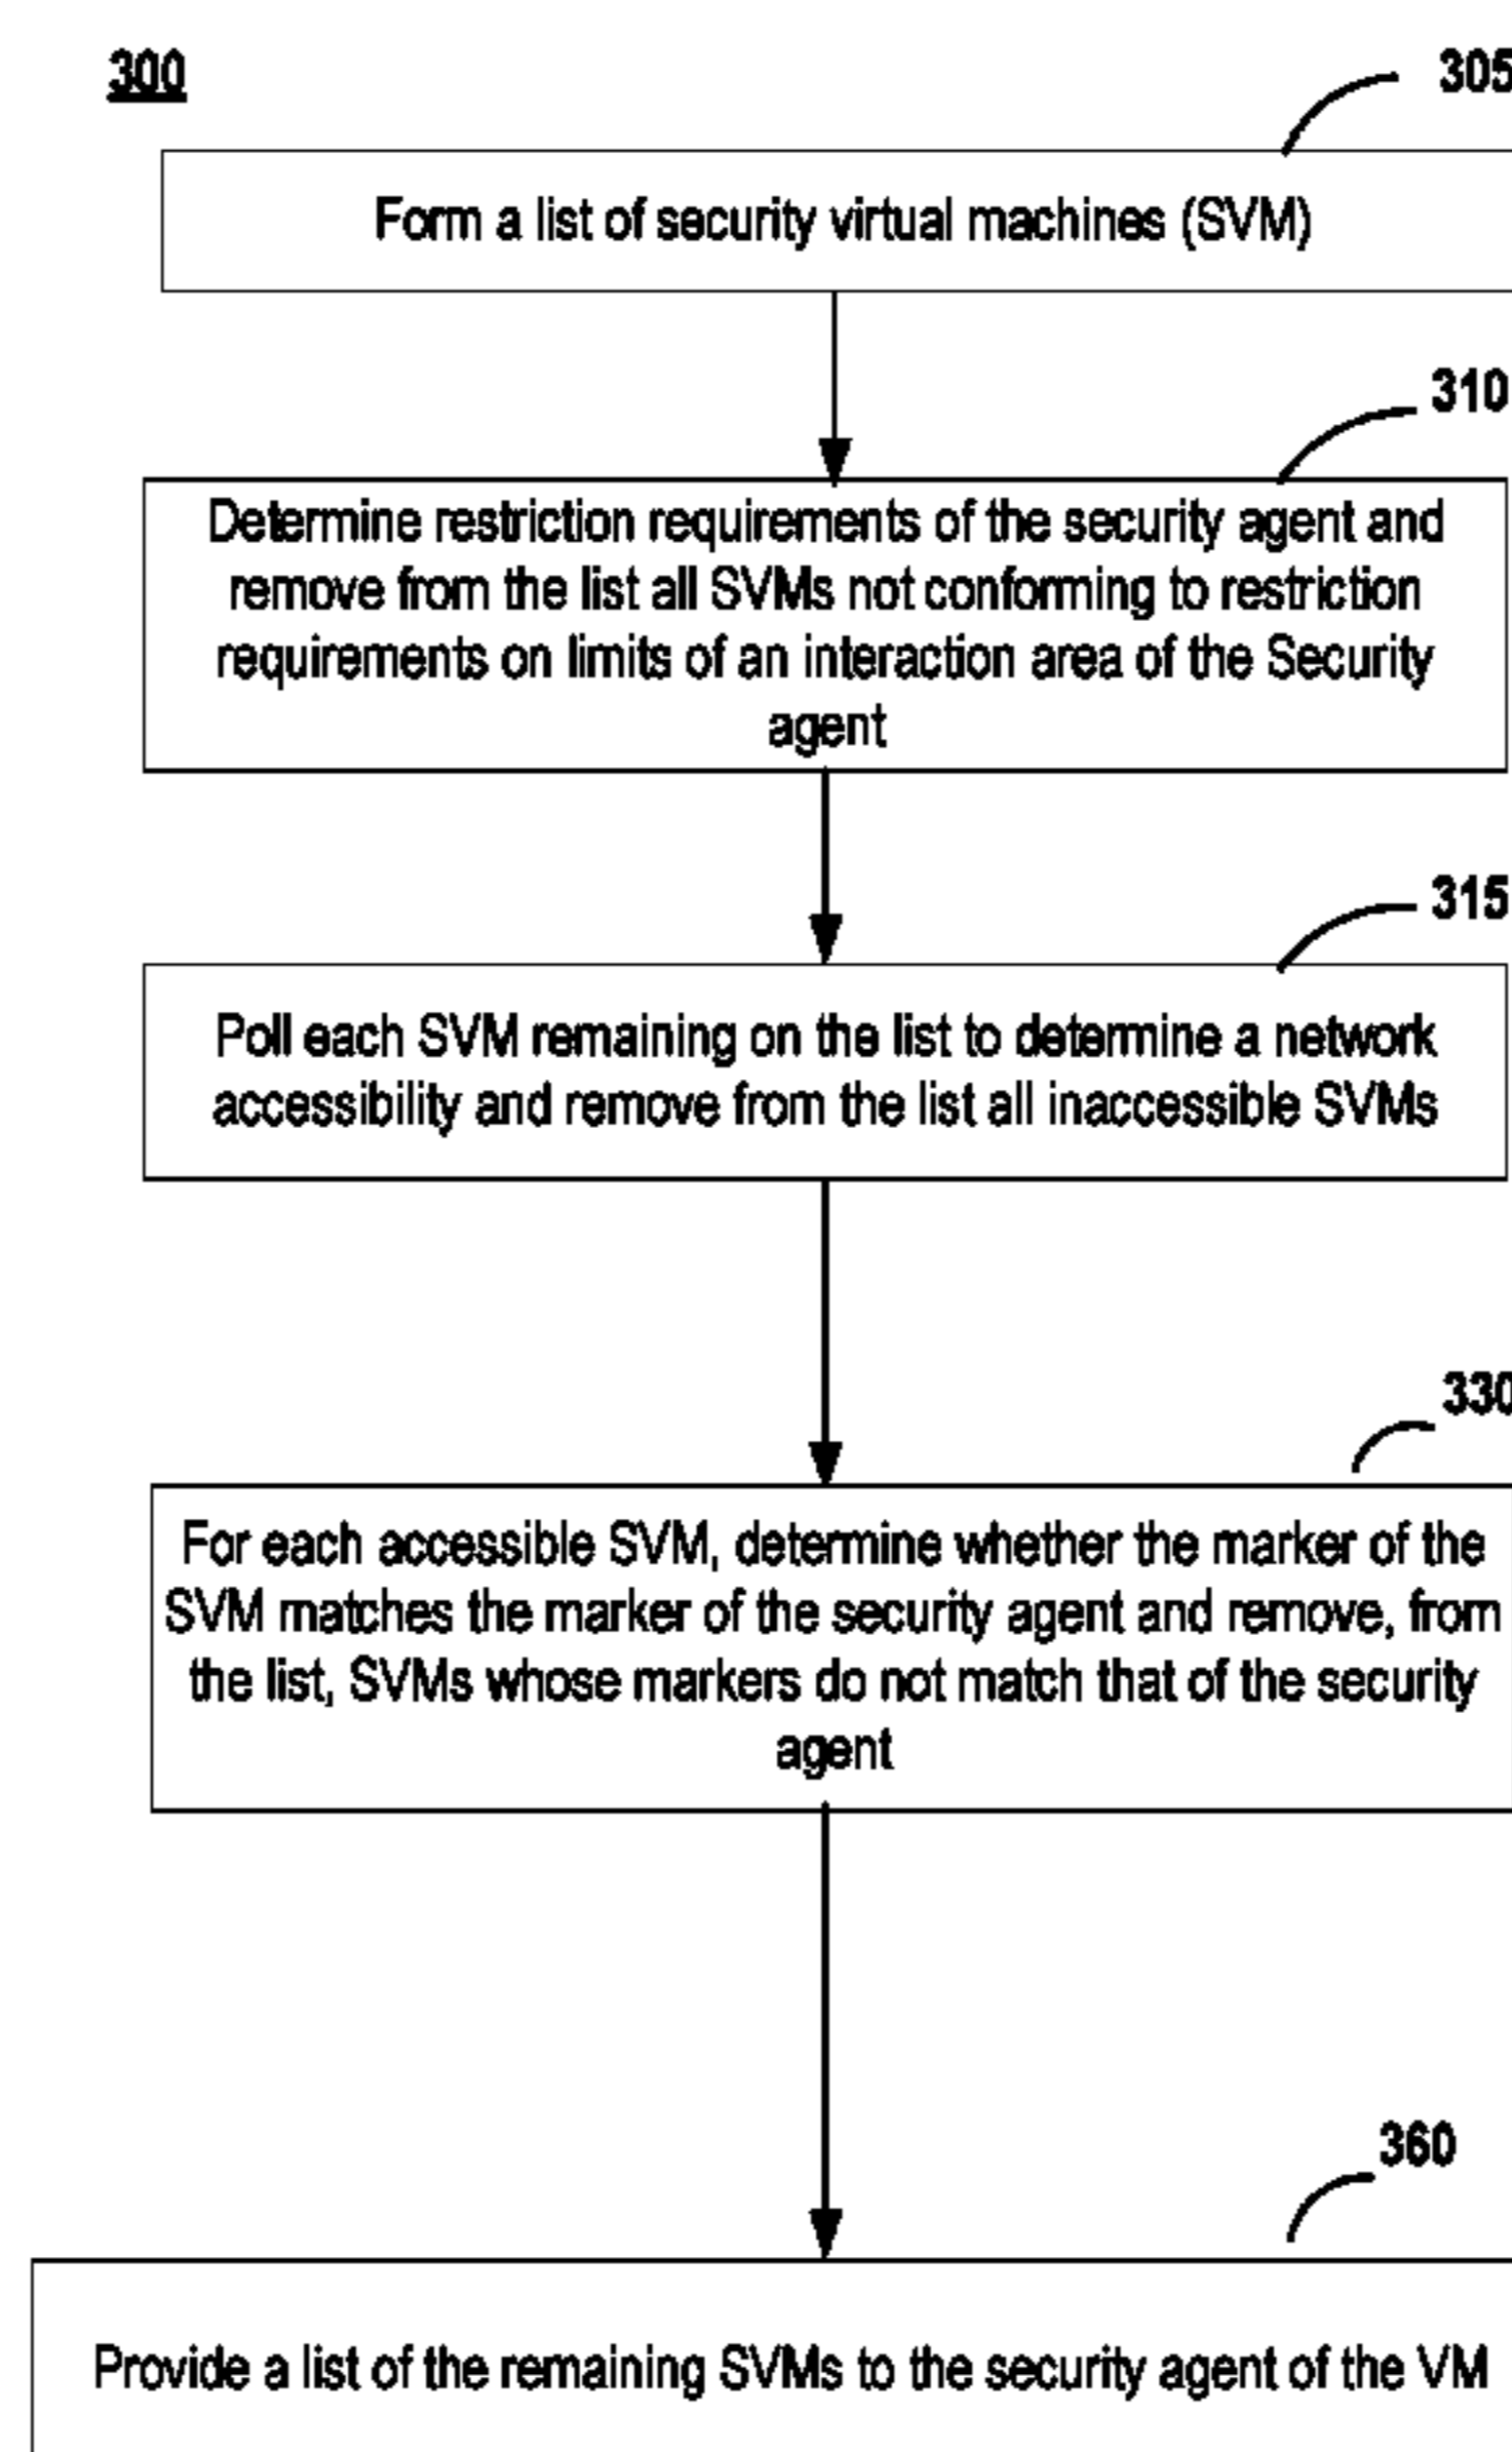 300
305
Form a list of security virtual machines (SVM)
310
Determine restriction requirements of the security agent and
remove from the list all SVMs not conforming to restriction
requirements on limits of an interaction area of the Security
agent
315
Poll each SVM remaining on the list to determine a network
accessibility and remove from the list all inaccessible SVMs
330
For each accessible SVM, determine whether the marker of the
SVM matches the marker of the security agent and remove, from
the list, SVMs whose markers do not match that of the security
agent
360
Provide a list of the remaining SVMs to the security agent of the VM